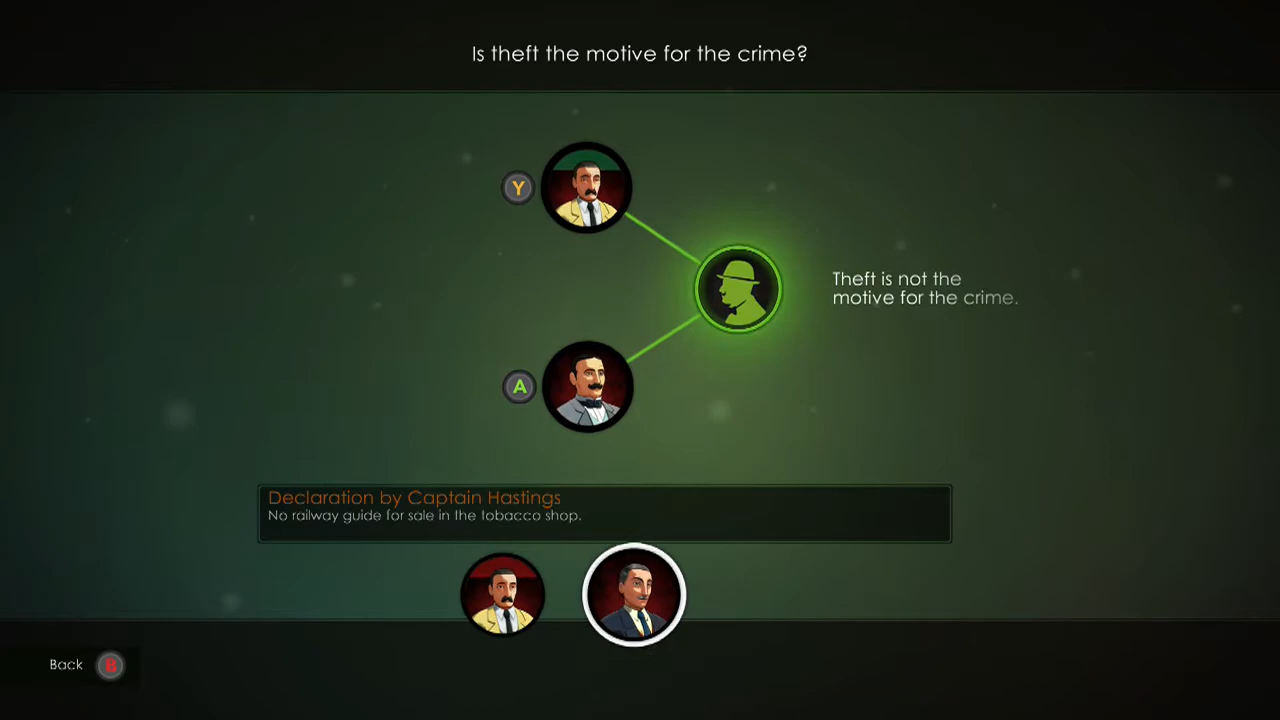 Is theft the motive for the crime?
Y
Theft is not the
motive for the crime.
A
Declaration by Captain Hastings
No railway guide for sale in the tobacco shop.
Back B